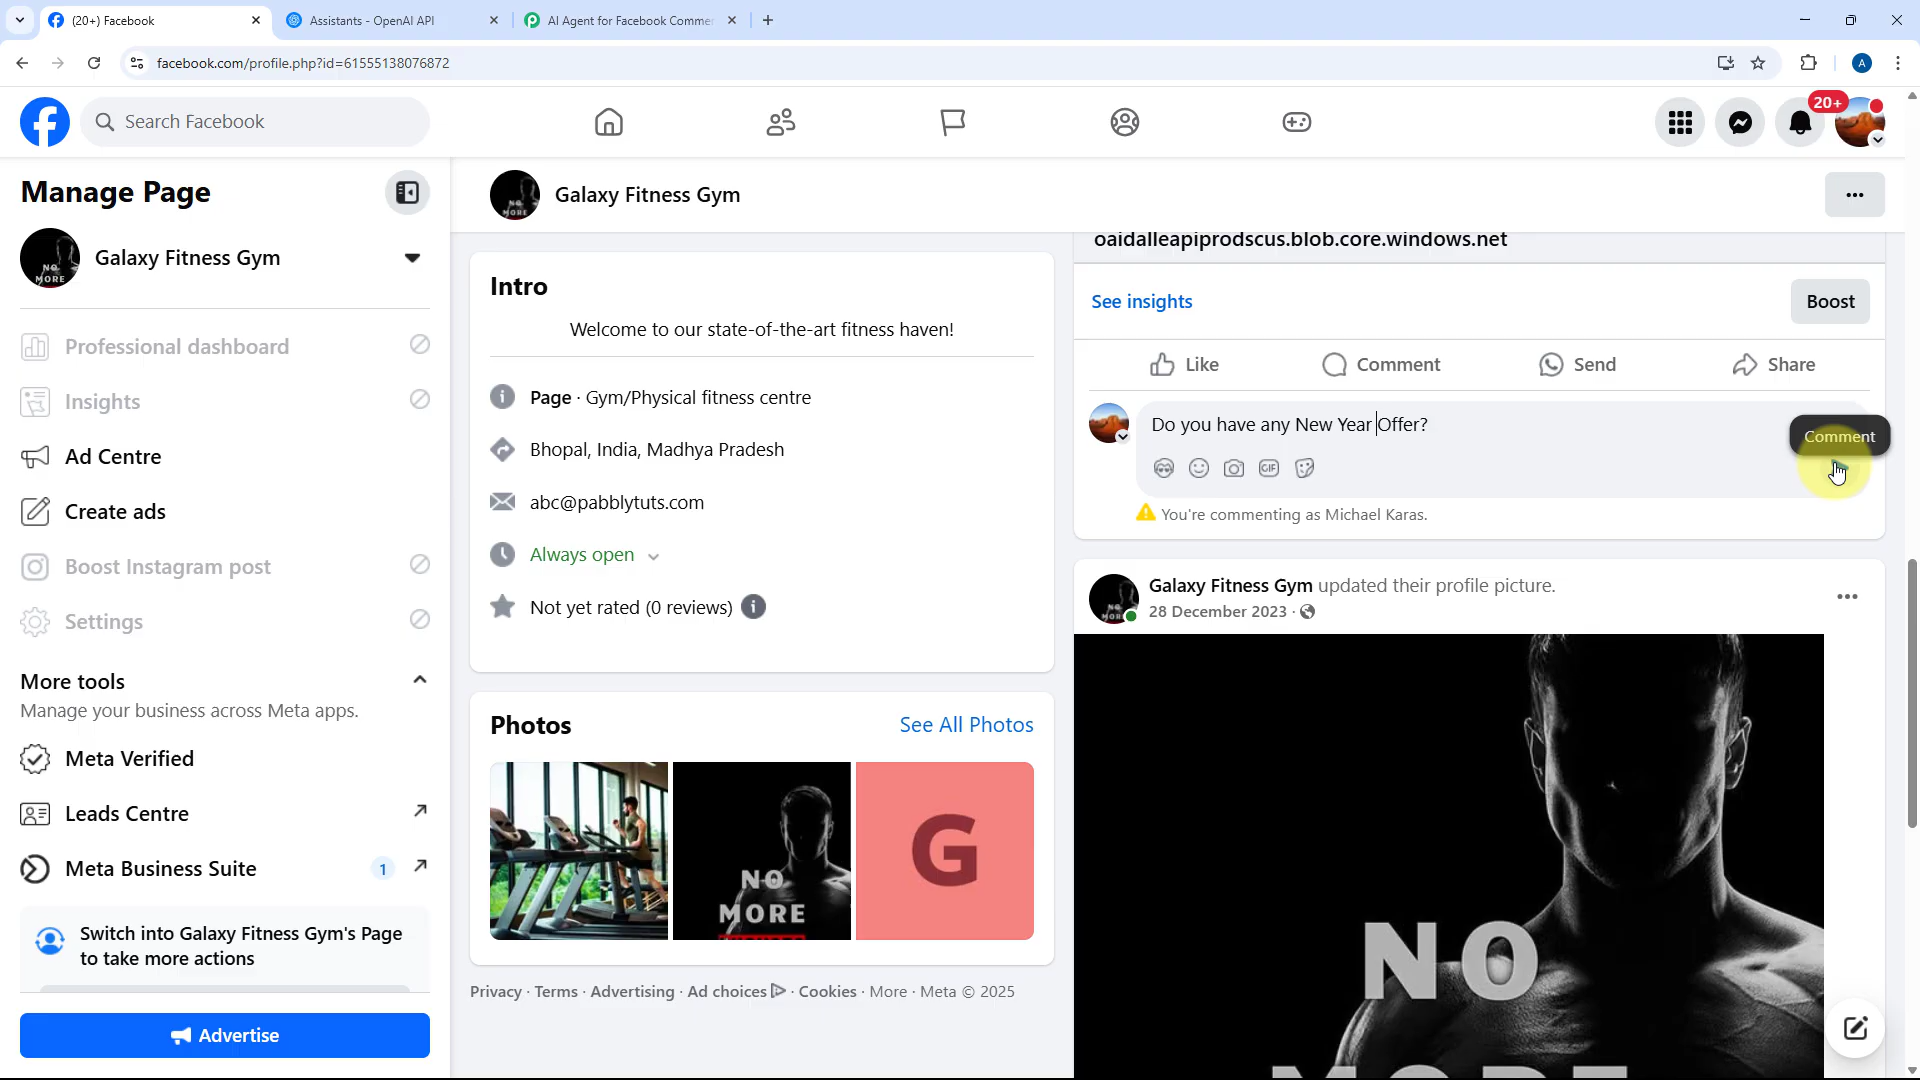 (20+) Facebook
Assistants - OpenAI API
AI Agent for Facebook Commen
facebook.com/profile.php?id=61555138076872
A
Search Facebook
20+
Manage Page
Galaxy Fitness Gym
Professional dashboard
Insights
Ad Centre
Create ads
Boost Instagram post
Settings
More tools
Manage your business across Meta apps.
Meta Verified
Leads Centre
Meta Business Suite
1
Switch into Galaxy Fitness Gym's Page
to take more actions
Advertise
Galaxy Fitness Gym
Intro
Welcome to our state-of-the-art fitness haven!
Page · Gym/Physical fitness centre
Bhopal, India, Madhya Pradesh
abc@pabblytuts.com
Always open
Not yet rated (0 reviews)
Photos
See All Photos
NO
MORE
G
Privacy · Terms · Advertising · Ad choices · Cookies · More · Meta © 2025
oaidalleapiprodscus.blob.core.windows.net
See insights
Boost
Like
Comment
Send
Share
Do you have any New Year Offer?
Comment
GIF
You're commenting as Michael Karas.
Galaxy Fitness Gym updated their profile picture.
28 December 2023 ·
NO
MORE